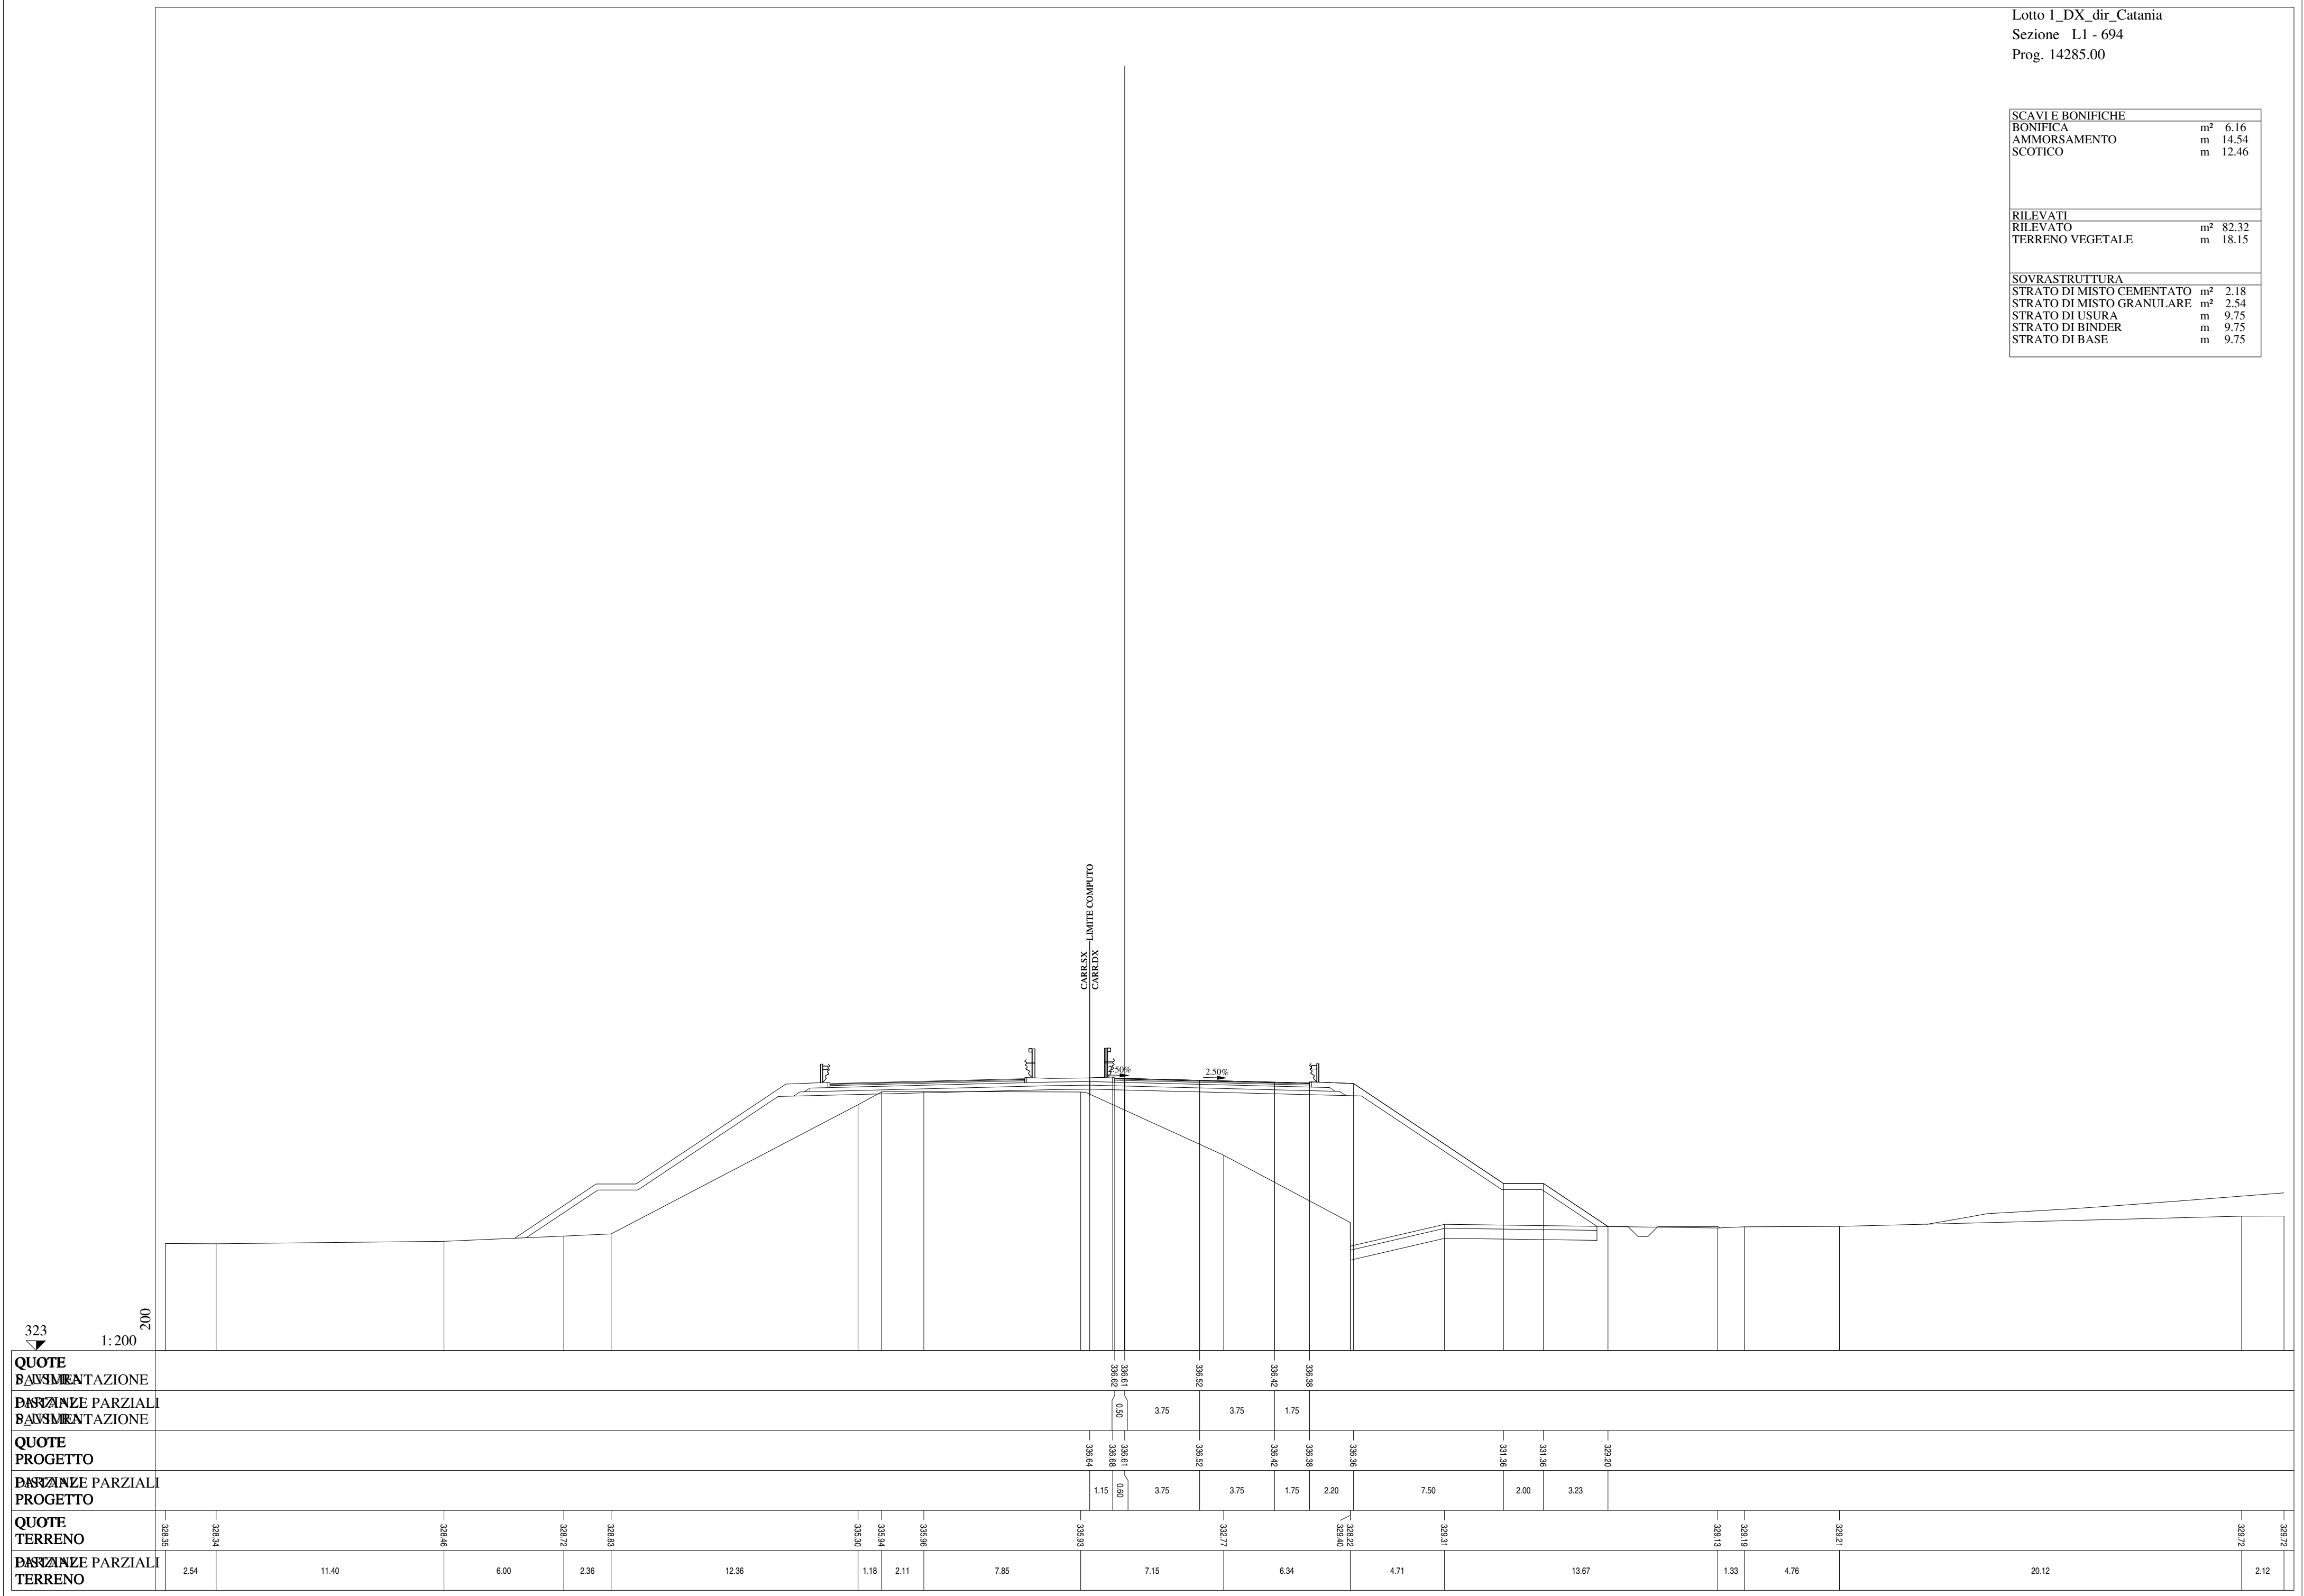 Lotto 1_DX_dir_Catania
Sezione L1 - 694
Prog. 14285.00
SCAVI E BONIFICHE
BONIFICA m² 6.16
AMMORSAMENTO m 14.54
SCOTICO m 12.46
RILEVATI
RILEVATO m² 82.32
TERRENO VEGETALE m 18.15
SOVRASTRUTTURA
STRATO DI MISTO CEMENTATO m² 2.18
STRATO DI MISTO GRANULARE m² 2.54
STRATO DI USURA m 9.75
STRATO DI BINDER m 9.75
STRATO DI BASE m 9.75
LIMITE COMPUTO
CARR.SX
CARR.DX
2.50%
323
1:200
200
QUOTE
PAVIMENTAZIONE
336.62 336.61 336.52 336.42 336.38
PARZIALI
PAVIMENTAZIONE
0.50 3.75 3.75 1.75
QUOTE
PROGETTO
336.64 336.68 336.61 336.52 336.42 336.38 336.36 331.36 331.36 329.20
PARZIALI
PROGETTO
1.15 0.60 3.75 3.75 1.75 2.20 7.50 2.00 3.23
QUOTE
TERRENO
328.35 328.34 328.46 328.72 328.83 335.30 335.94 335.96 335.93 332.77 329.40 328.22 329.31 329.13 329.19 329.21 329.72 329.72
PARZIALI
TERRENO
2.54 11.40 6.00 2.36 12.36 1.18 2.11 7.85 7.15 6.34 4.71 13.67 1.33 4.76 20.12 2.12